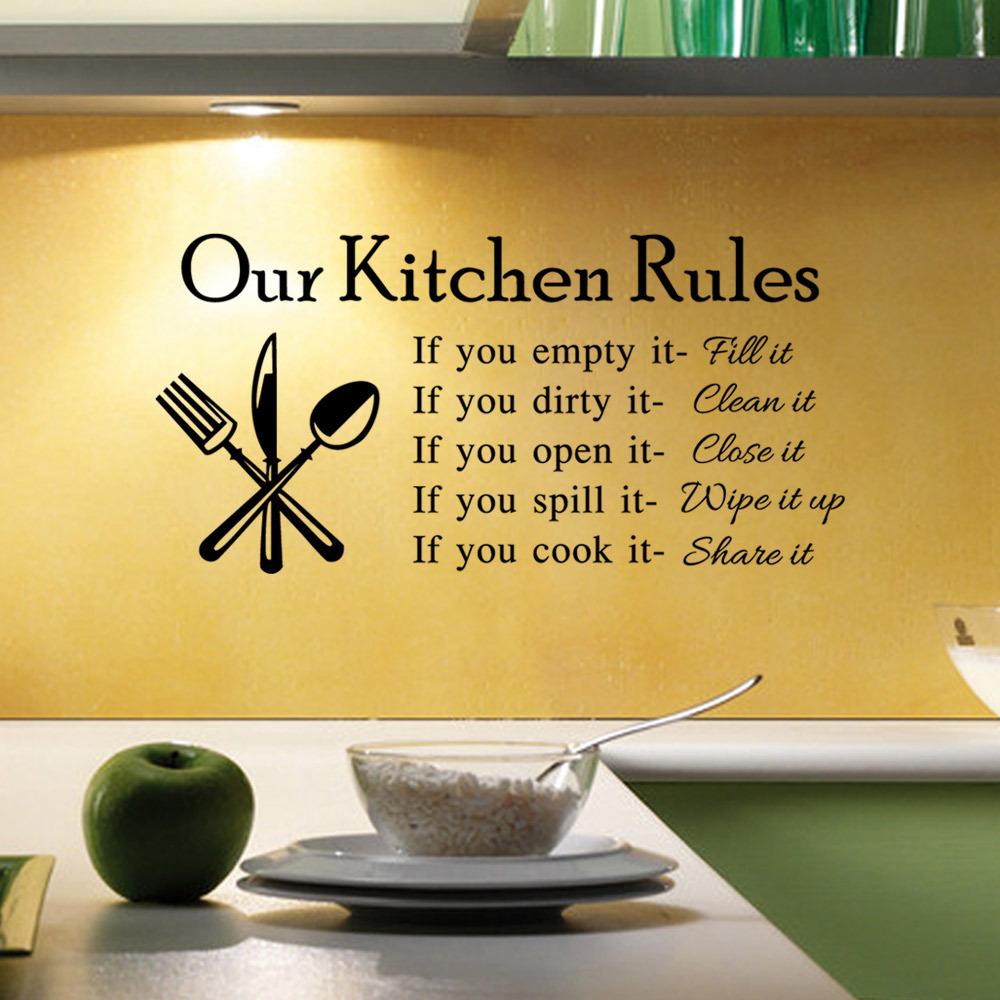 Our Kitchen Rules
If you empty it- Fill it
If you dirty it- Clean it
If you open it- Close it
If you spill it- Wipe it up
If you cook it- Share it